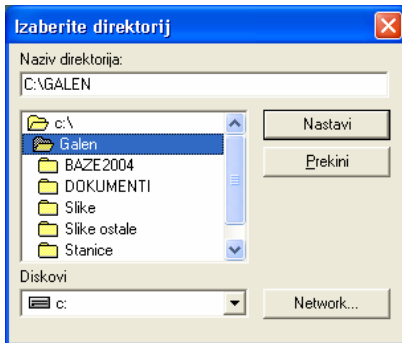 Izaberite direktorij
Naziv direktorija:
C:\GALEN
c:\
Galen
BAZE2004
DOKUMENTI
Slike
Slike ostale
Stanice
Nastavi
Prekini
Diskovi
c:
Network...